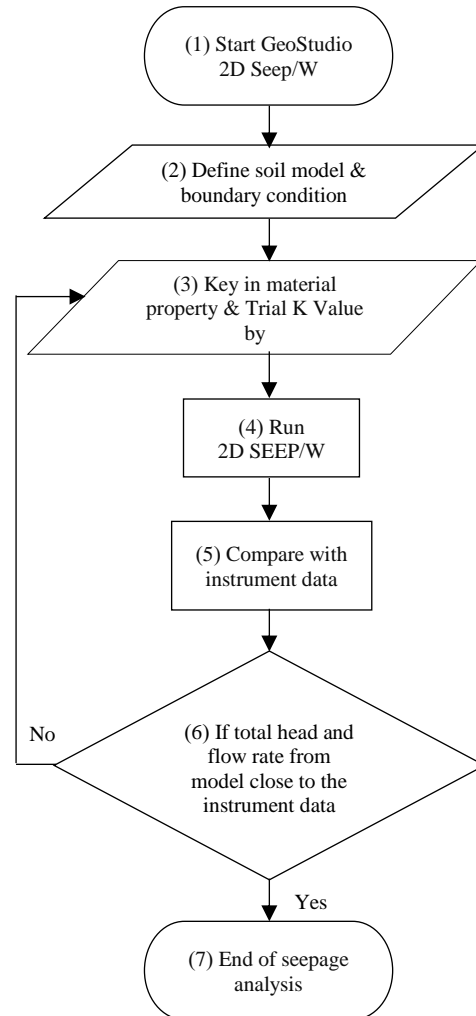 (1) Start GeoStudio
2D Seep/W
(2) Define soil model &
boundary condition
(3) Key in material
property & Trial K Value
by
(4) Run
2D SEEP/W
(5) Compare with
instrument data
(6) If total head and
flow rate from
model close to the
instrument data
No
Yes
(7) End of seepage
analysis